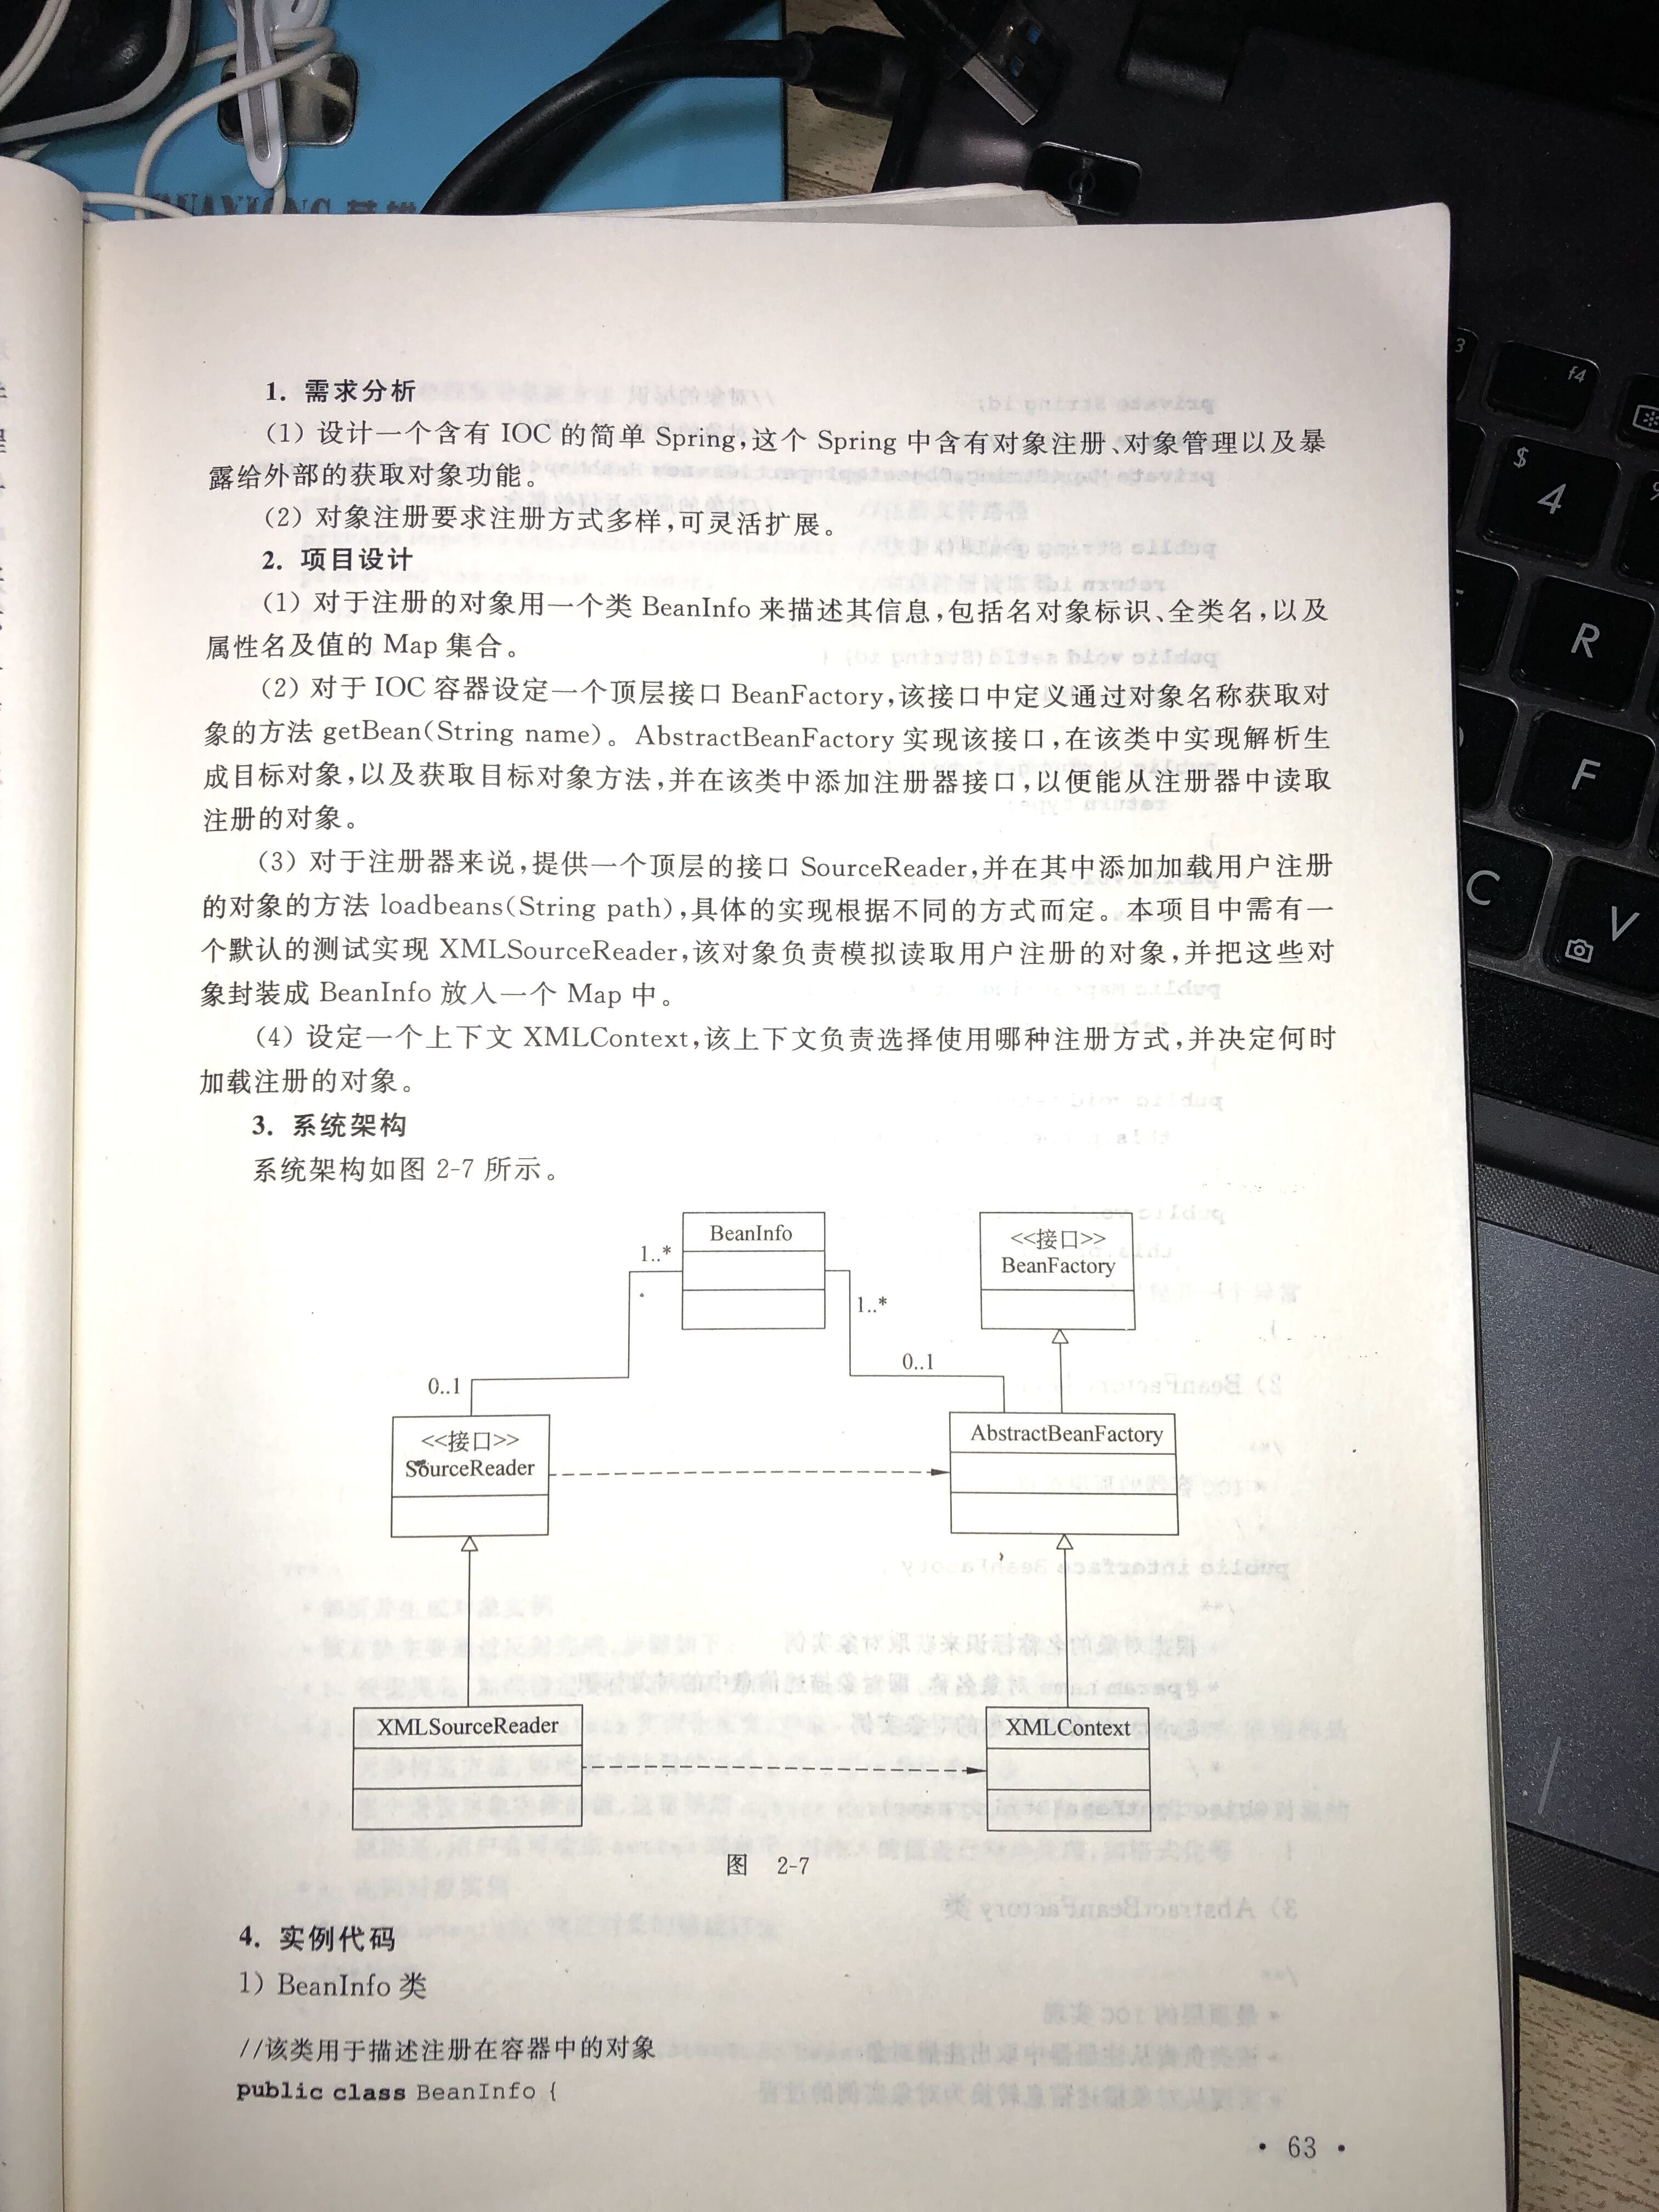 1. 需求分析
(1) 设计一个含有 IOC 的简单 Spring,这个 Spring 中含有对象注册、对象管理以及暴
露给外部的获取对象功能。
(2) 对象注册要求注册方式多样,可灵活扩展。
2. 项目设计
(1) 对于注册的对象用一个类 BeanInfo 来描述其信息,包括名对象标识、全类名,以及
属性名及值的 Map 集合。
(2) 对于 IOC 容器设定一个顶层接口 BeanFactory,该接口中定义通过对象名称获取对
象的方法 getBean(String name)。AbstractBeanFactory 实现该接口,在该类中实现解析生
成目标对象,以及获取目标对象方法,并在该类中添加注册器接口,以便能从注册器中读取
注册的对象。
(3) 对于注册器来说,提供一个顶层的接口 SourceReader,并在其中添加加载用户注册
的对象的方法 loadbeans(String path),具体的实现根据不同的方式而定。本项目中需有一
个默认的测试实现 XMLSourceReader,该对象负责模拟读取用户注册的对象,并把这些对
象封装成 BeanInfo 放入一个 Map 中。
(4) 设定一个上下文 XMLContext,该上下文负责选择使用哪种注册方式,并决定何时
加载注册的对象。
3. 系统架构
系统架构如图 2-7 所示。
BeanInfo
<<接口>>
BeanFactory
1..*
1..*
0..1
0..1
<<接口>>
SourceReader
AbstractBeanFactory
XMLSourceReader
XMLContext
图 2-7
4. 实例代码
1) BeanInfo 类
//该类用于描述注册在容器中的对象
public class BeanInfo {
· 63 ·
f4
$
4
R
F
C
V
3